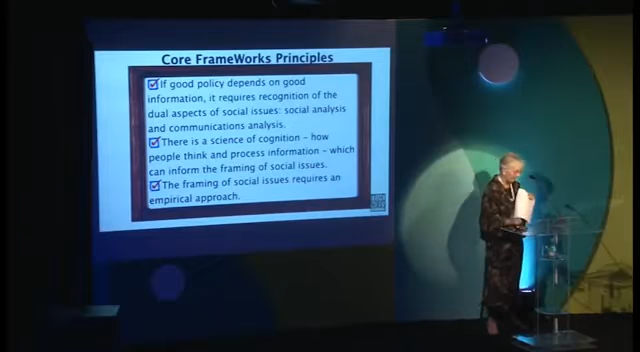 Core FrameWorks Principles
If good policy depends on good
information, it requires recognition of the
dual aspects of social issues: social analysis
and communications analysis.
There is a science of cognition - how
people think and process information - which
can inform the framing of social issues.
The framing of social issues requires an
empirical approach.